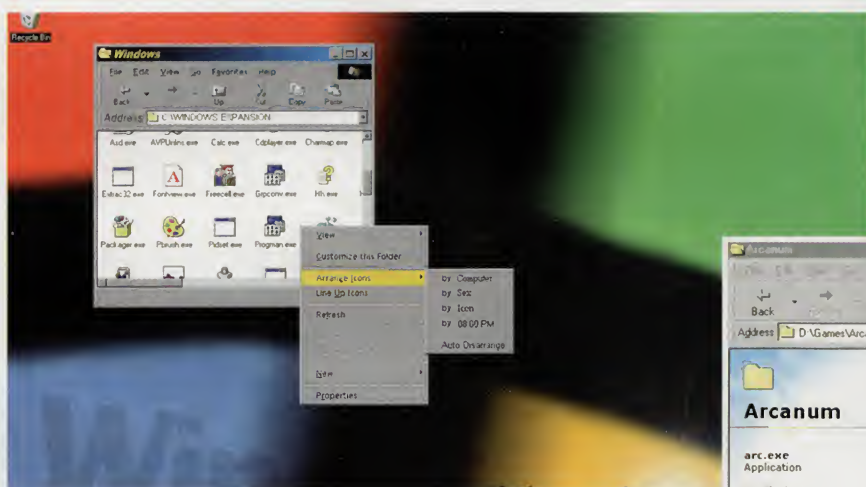 Recycle Bin
Windows
File Edit View Go Favorites Help
Back Up Cut Copy Paste
Address C:\WINDOWS E\SPANSION
Asd.exe AVPUnIns.exe Calc.exe Cdplayer.exe Charmap.exe
Extrac32.exe Fontview.exe Freecell.exe Grpconv.exe Hh.exe
Packager.exe Pbrush.exe Pidset.exe Progman.exe
View
Customize this Folder
Arrange Icons
Line Up Icons
Refresh
New
Properties
by Computer
by Sex
by Icon
by 08:00 PM
Auto Disarrange
Arcanum
Back
Address D:\Games\Arca
Arcanum
arc.exe
Application